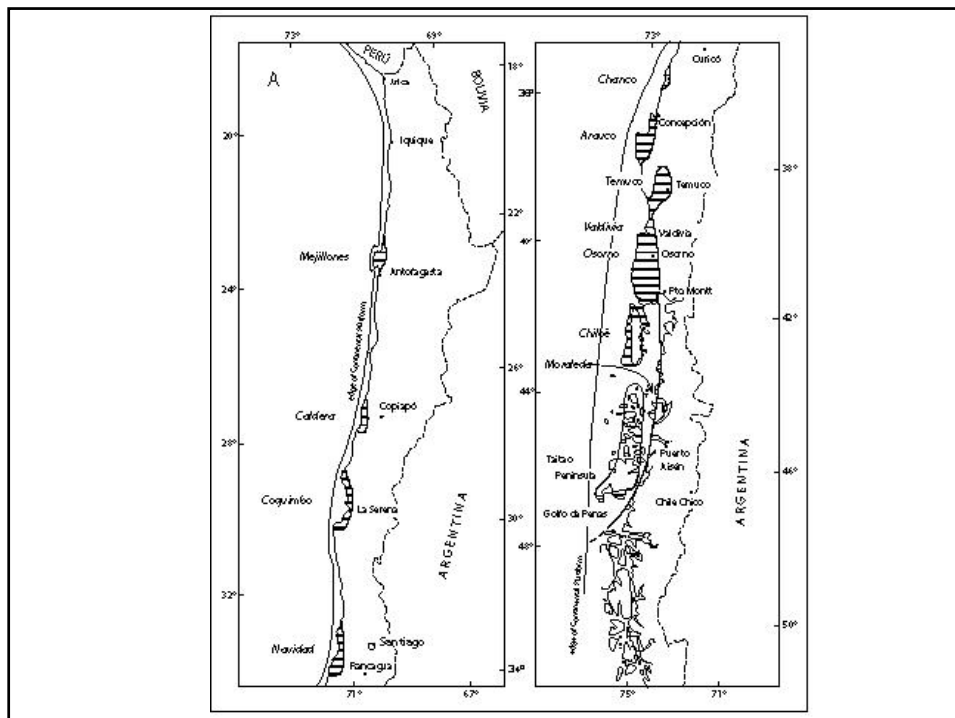 73° 69°
A
PERÚ
18°
Arica
BOLIVIA
20°
Iquique
22°
Mejillones
Antofagasta
24°
edge of Continental Platform
26°
Caldera
Copiapó
28°
Coquimbo
La Serena
ARGENTINA
30°
32°
Navidad
Santiago
Rancagua
34°
71° 67°
73°
Curicó
Chanco
36°
Concepción
Arauco
38°
Temuco Temuco
Valdivia
Valdivia
40°
Osorno Osorno
Pto Montt
42°
Chiloé
Moraleda
44°
Taitao
Peninsula
Puerto
Aisén
46°
Golfo de Penas
Chile Chico
ARGENTINA
48°
edge of Continental Platform
50°
75° 71°